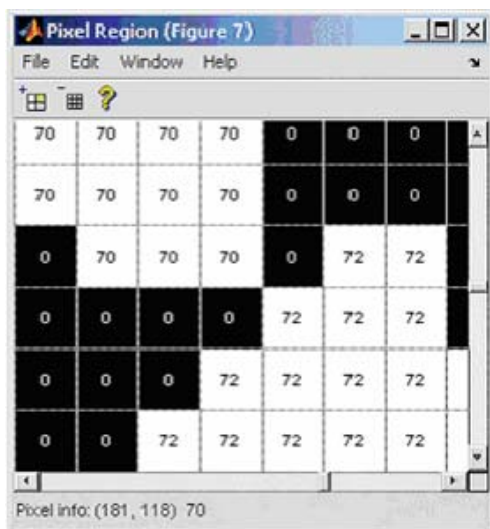 Pixel Region (Figure 7)
File Edit Window Help
70 70 70 70 0 0 0
70 70 70 70 0 0 0
0 70 70 70 0 72 72
0 0 0 0 72 72 72
0 0 0 72 72 72 72
0 0 72 72 72 72 72
Pixel info: (181, 118) 70